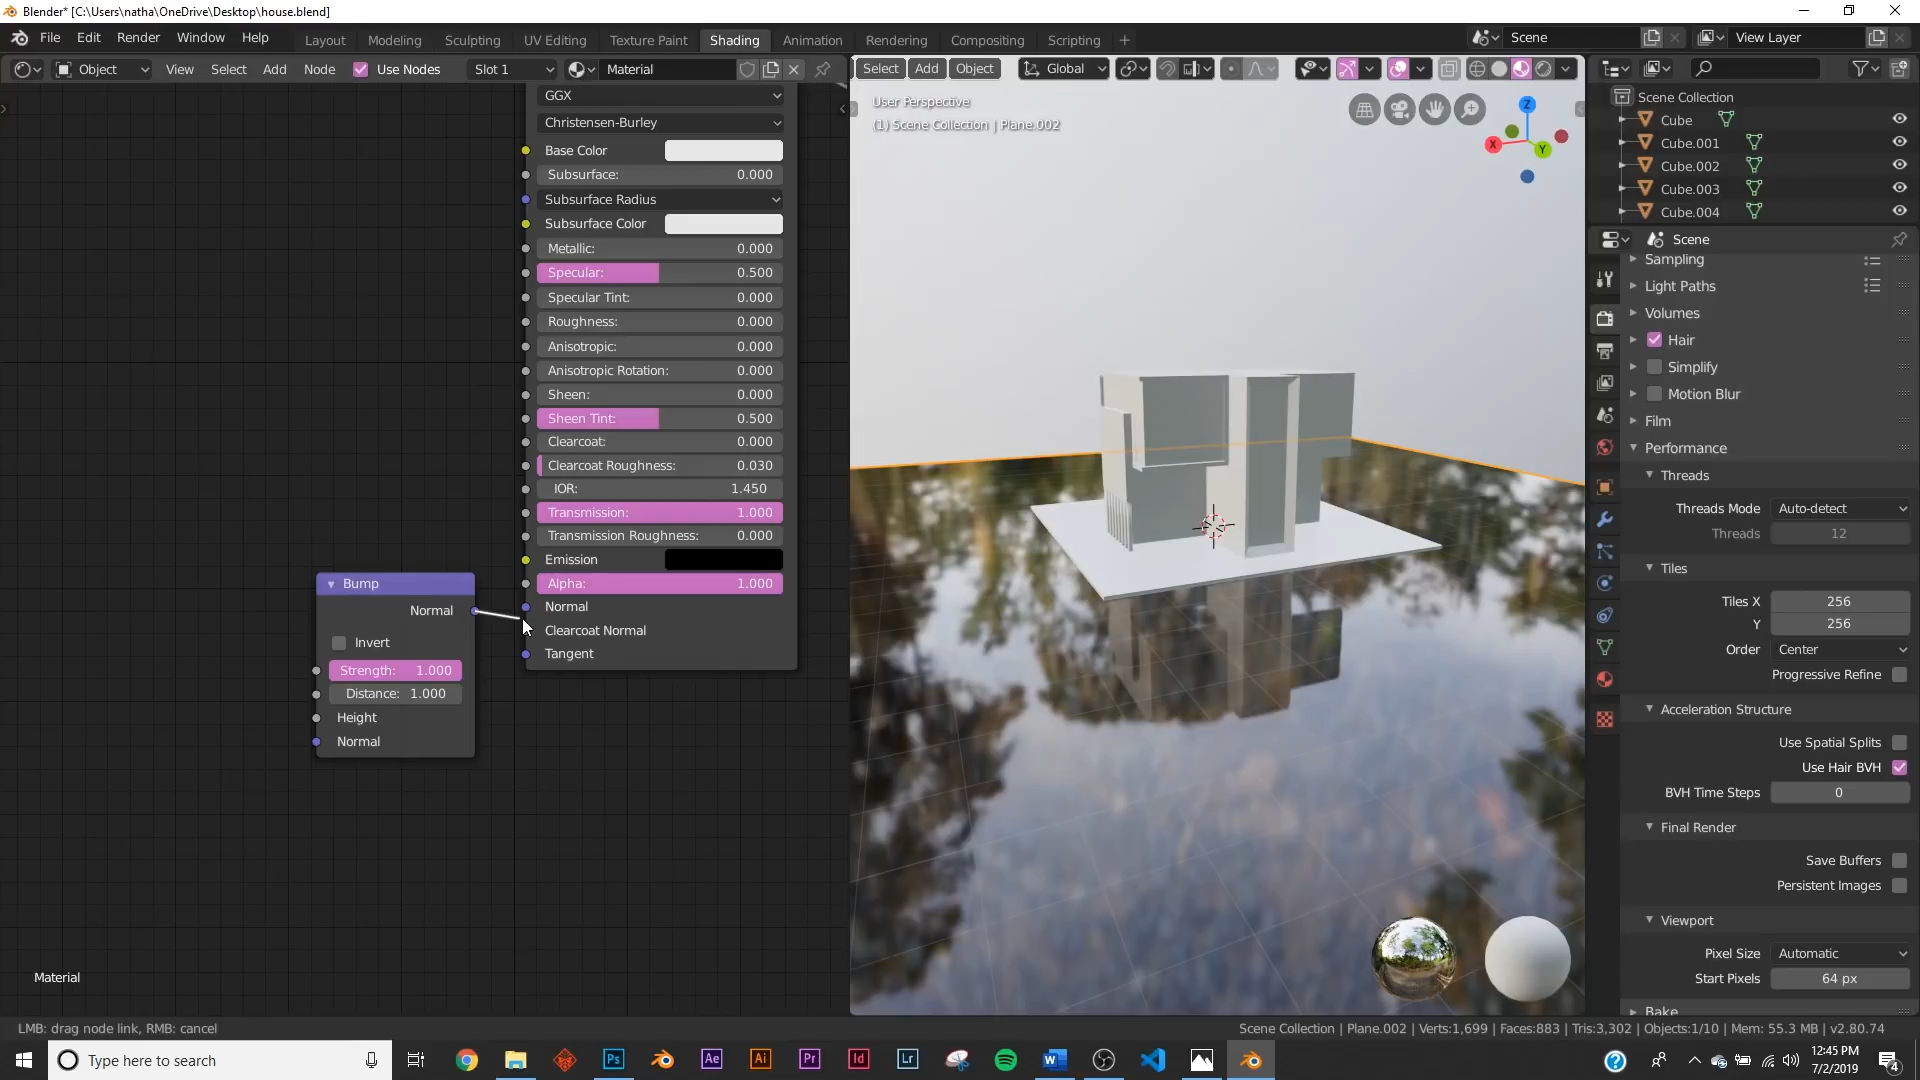 Blender* [C:\Users\natha\OneDrive\Desktop\house.blend]
File Edit Render Window Help
Layout Modeling Sculpting UV Editing Texture Paint Shading Animation Rendering Compositing Scripting
Scene
View Layer
Object View Select Add Node Use Nodes Slot 1 Material
Select Add Object Global
GGX
Christensen-Burley
Base Color
Subsurface: 0.000
Subsurface Radius
Subsurface Color
Metallic: 0.000
Specular: 0.500
Specular Tint: 0.000
Roughness: 0.000
Anisotropic: 0.000
Anisotropic Rotation: 0.000
Sheen: 0.000
Sheen Tint: 0.500
Clearcoat: 0.000
Clearcoat Roughness: 0.030
IOR: 1.450
Transmission: 1.000
Transmission Roughness: 0.000
Emission
Alpha: 1.000
Normal
Clearcoat Normal
Tangent
Bump
Normal
Invert
Strength: 1.000
Distance: 1.000
Height
Normal
Material
User Perspective
(1) Scene Collection | Plane.002
Z
X
Y
Scene Collection
Cube
Cube.001
Cube.002
Cube.003
Cube.004
Scene
Sampling
Light Paths
Volumes
Hair
Simplify
Motion Blur
Film
Performance
Threads
Threads Mode Auto-detect
Threads 12
Tiles
Tiles X 256
Y 256
Order Center
Progressive Refine
Acceleration Structure
Use Spatial Splits
Use Hair BVH
BVH Time Steps 0
Final Render
Save Buffers
Persistent Images
Viewport
Pixel Size Automatic
Start Pixels 64 px
Bake
LMB: drag node link, RMB: cancel
Scene Collection | Plane.002 | Verts:1,699 | Faces:883 | Tris:3,302 | Objects:1/10 | Mem: 55.3 MB | v2.80.74
Type here to search
Ps
Ae
Ai
Pr
Id
Lr
12:45 PM
7/2/2019
4